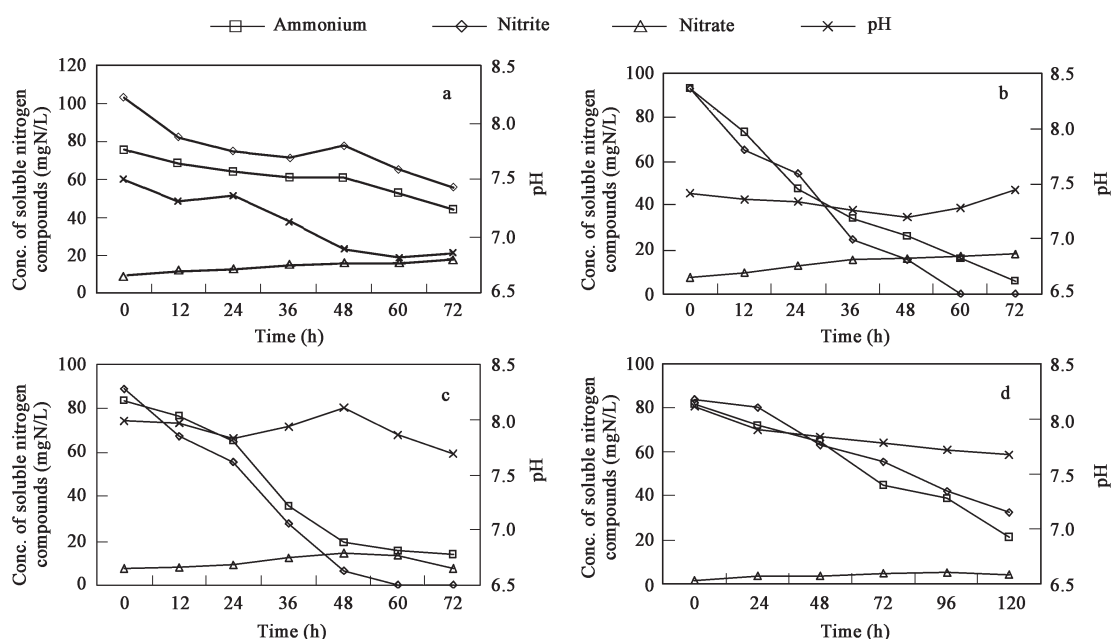 Ammonium Nitrite Nitrate pH
Conc. of soluble nitrogen
compounds (mgN/L)
120
100
80
60
40
20
0
a
8.5
8.0
7.5
7.0
6.5
pH
0 12 24 36 48 60 72
Time (h)
Conc. of soluble nitrogen
compounds (mgN/L)
100
80
60
40
20
0
b
8.5
8.0
7.5
7.0
6.5
pH
0 12 24 36 48 60 72
Time (h)
Conc. of soluble nitrogen
compounds (mgN/L)
100
80
60
40
20
0
c
8.5
8.0
7.5
7.0
6.5
pH
0 12 24 36 48 60 72
Time (h)
Conc. of soluble nitrogen
compounds (mgN/L)
100
80
60
40
20
0
d
8.5
8.0
7.5
7.0
6.5
pH
0 24 48 72 96 120
Time (h)